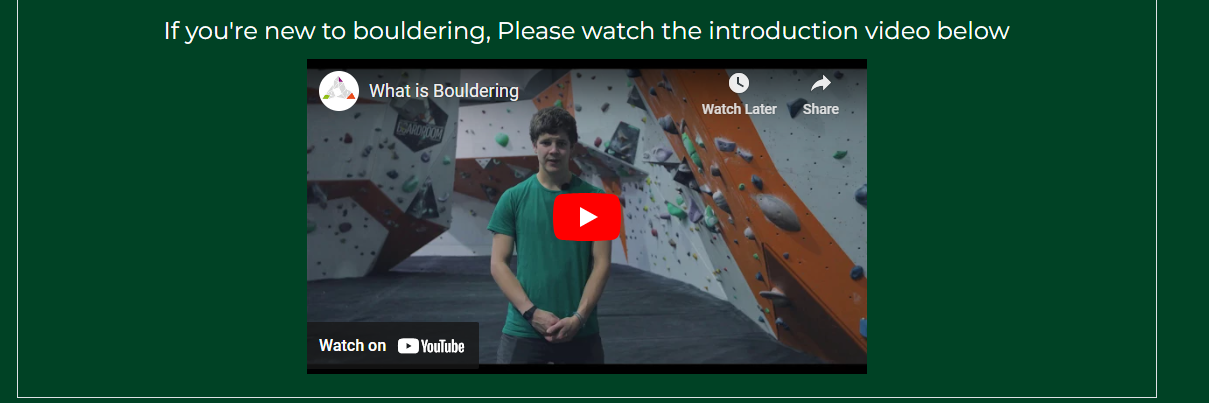 If you're new to bouldering, Please watch the introduction video below
What is Bouldering
Watch Later
Share
BOARDROOM
Watch on YouTube